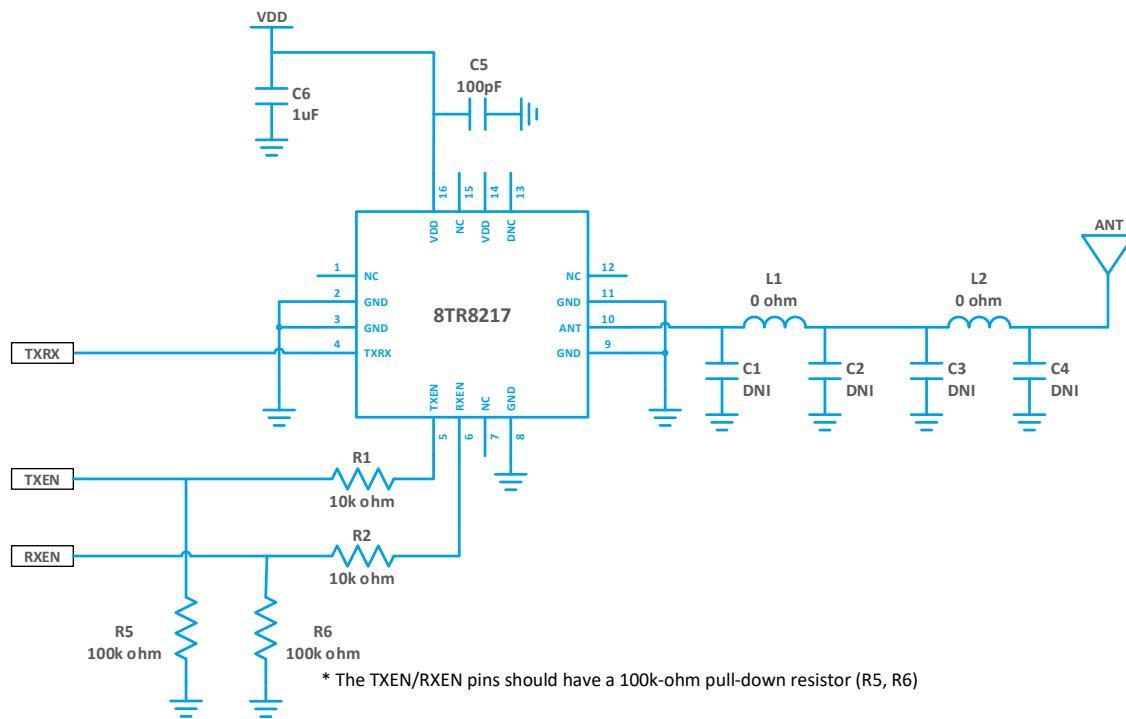 VDD
C5
100pF
C6
1uF
16
15
14
13
VDD
NC
VDD
DNC
ANT
1
NC
NC
12
2
GND
GND
11
8TR8217
L1
0 ohm
L2
0 ohm
3
GND
ANT
10
TXRX
4
TXRX
GND
9
C1
DNI
C2
DNI
C3
DNI
C4
DNI
TXEN
RXEN
NC
GND
5
6
7
8
TXEN
R1
10k ohm
RXEN
R2
10k ohm
R5
100k ohm
R6
100k ohm
* The TXEN/RXEN pins should have a 100k-ohm pull-down resistor (R5, R6)